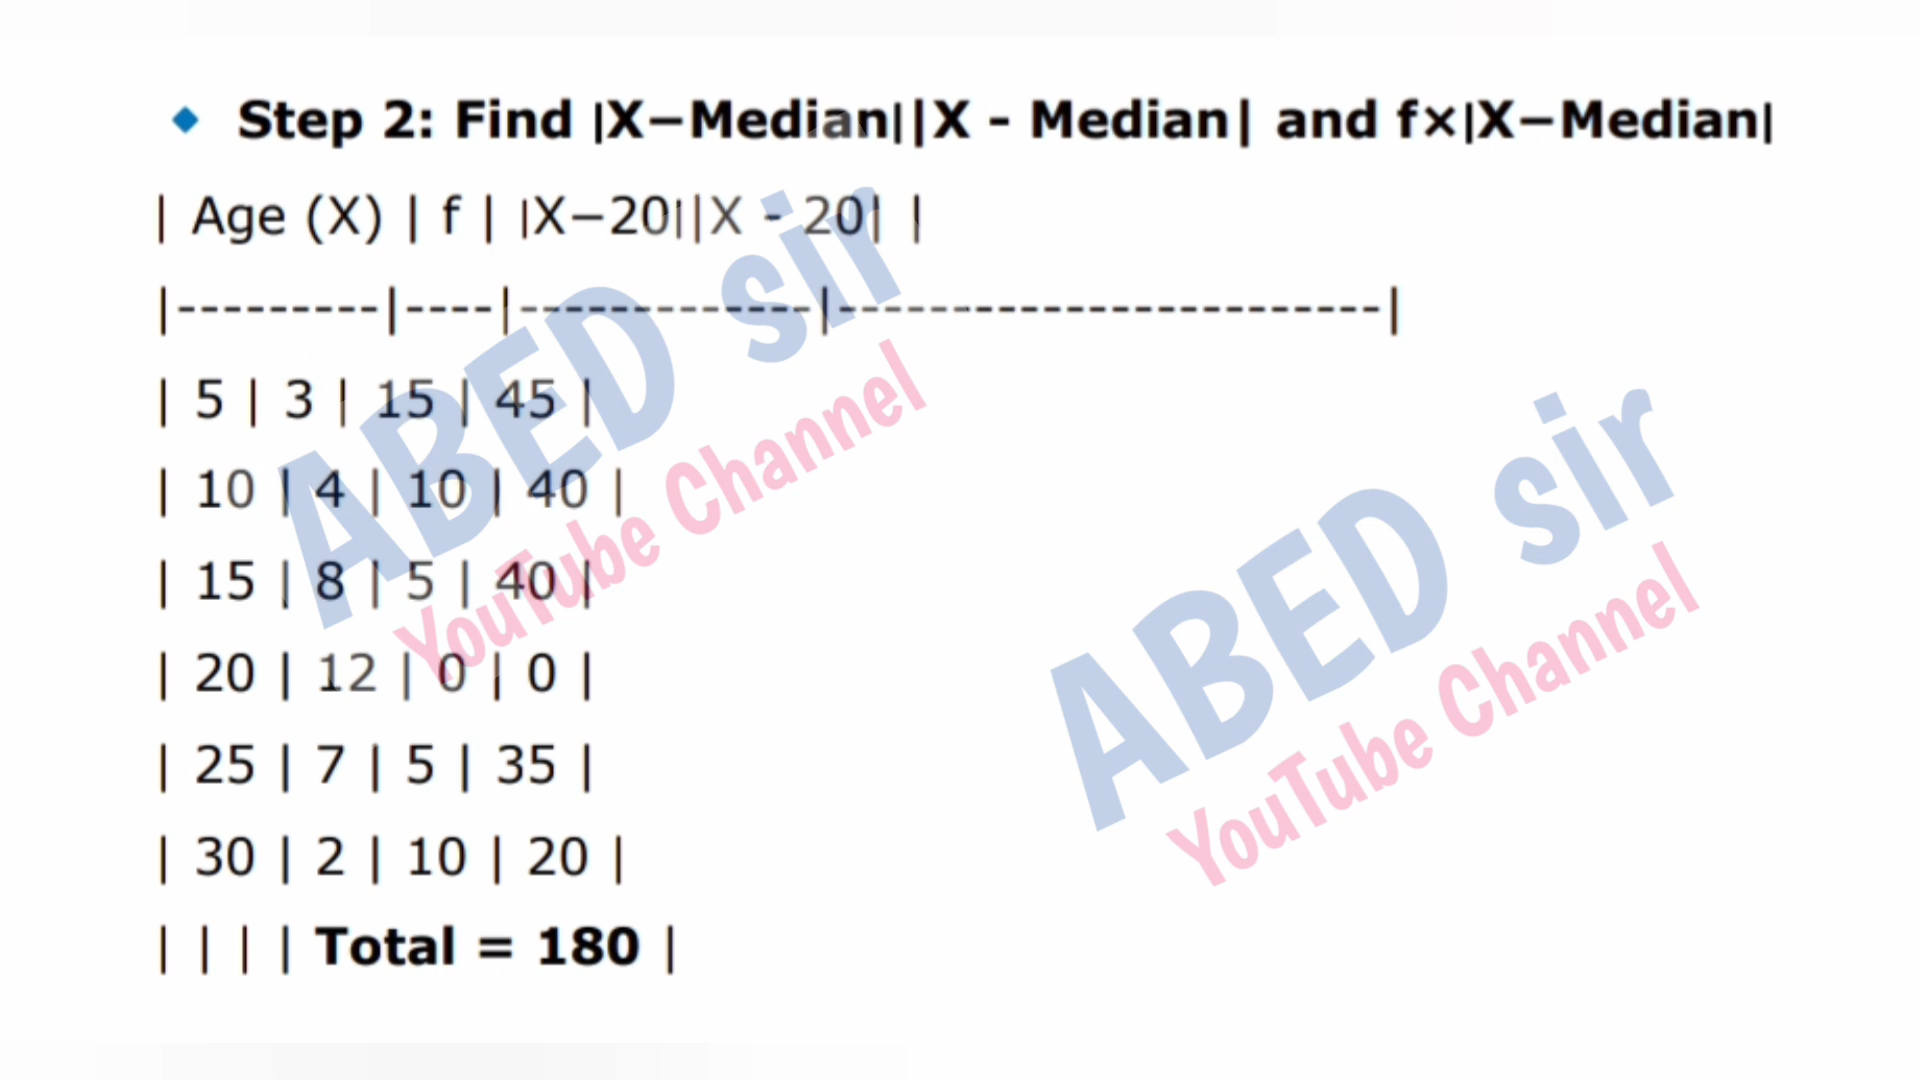 ◆ Step 2: Find |X−Median||X - Median| and f×|X−Median|
| Age (X) | f | |X−20||X - 20| |
|---------|----|-------------|------------------------|
| 5 | 3 | 15 | 45 |
| 10 | 4 | 10 | 40 |
| 15 | 8 | 5 | 40 |
| 20 | 12 | 0 | 0 |
| 25 | 7 | 5 | 35 |
| 30 | 2 | 10 | 20 |
| | | | Total = 180 |
ABED sir
YouTube Channel
ABED sir
YouTube Channel